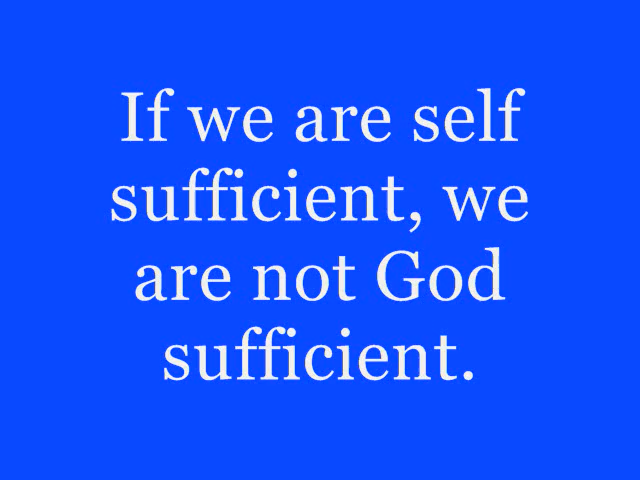 If we are self
sufficient, we
are not God
sufficient.